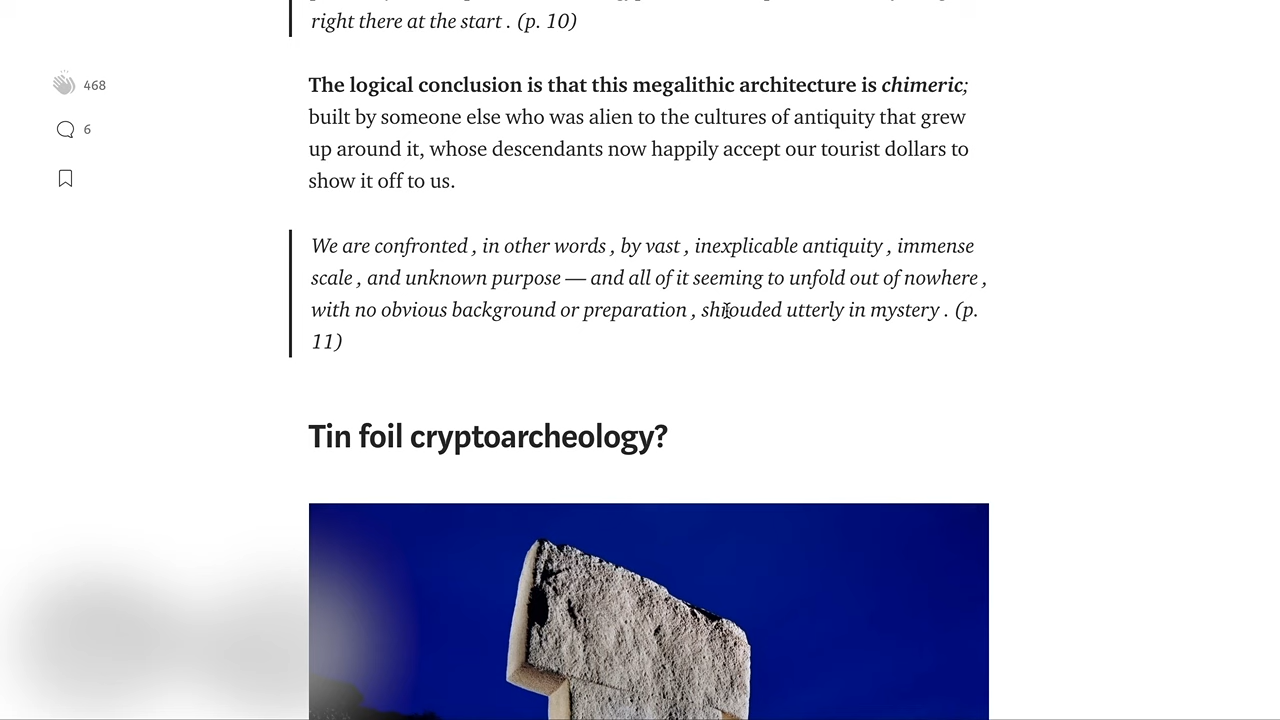 right there at the start . (p. 10)
468
The logical conclusion is that this megalithic architecture is chimeric;
6
built by someone else who was alien to the cultures of antiquity that grew
up around it, whose descendants now happily accept our tourist dollars to
show it off to us.
We are confronted , in other words , by vast , inexplicable antiquity , immense
scale , and unknown purpose — and all of it seeming to unfold out of nowhere ,
with no obvious background or preparation , shrouded utterly in mystery . (p.
11)
Tin foil cryptoarcheology?